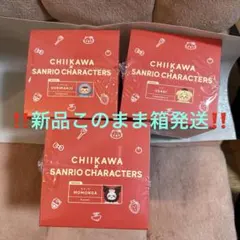 CHIIKAWA
×
SANRIO CHARACTERS
CHIIKAWA
×
SANRIO CHARACTERS
‼️新品このまま箱発送‼️
CHIIKAWA
×
SANRIO CHARACTERS
MOMONGA